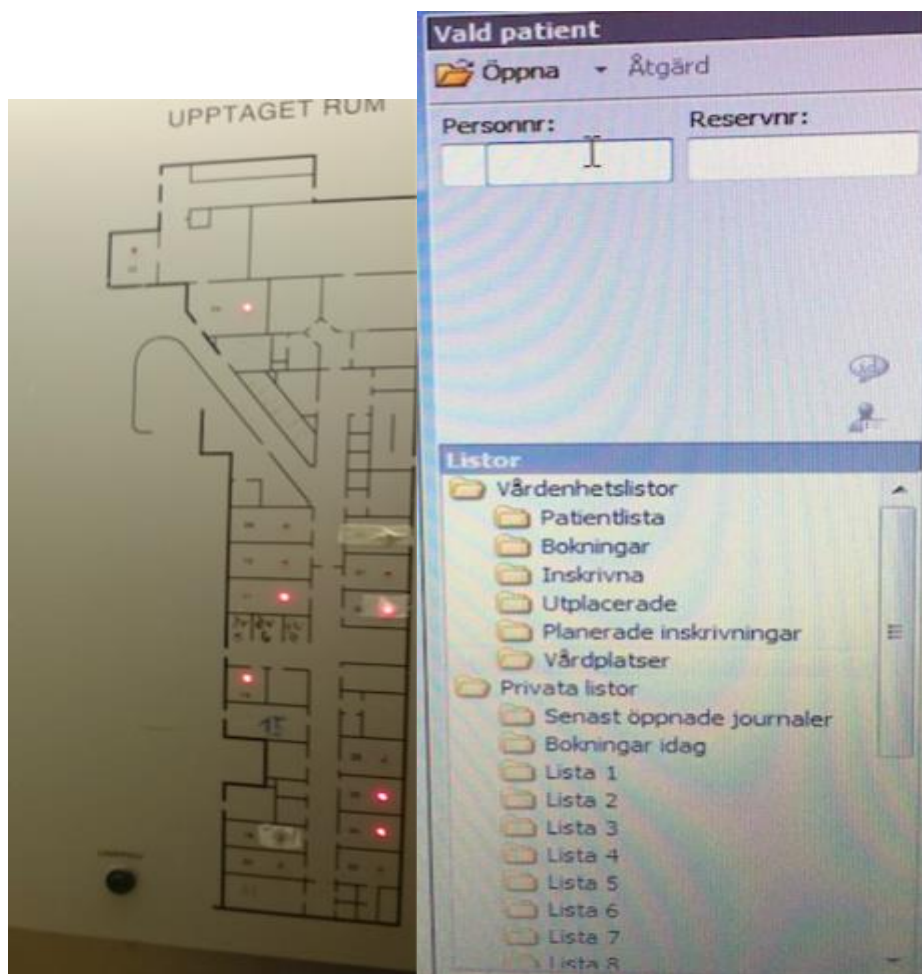 UPPTAGET RUM
Vald patient
Öppna Åtgärd
Personnr: Reservnr:
Listor
Vårdenhetslistor
Patientlista
Bokningar
Inskrivna
Utplacerade
Planerade inskrivningar
Vårdplatser
Privata listor
Senast öppnade journaler
Bokningar idag
Lista 1
Lista 2
Lista 3
Lista 4
Lista 5
Lista 6
Lista 7
Lista 8